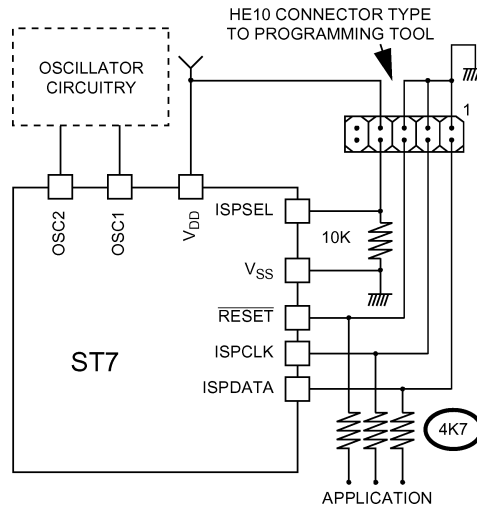 HE10 CONNECTOR TYPE
TO PROGRAMMING TOOL
OSCILLATOR
CIRCUITRY
1
OSC2
OSC1
VDD
ISPSEL
10K
VSS
RESET
ISPCLK
ST7
ISPDATA
4K7
APPLICATION